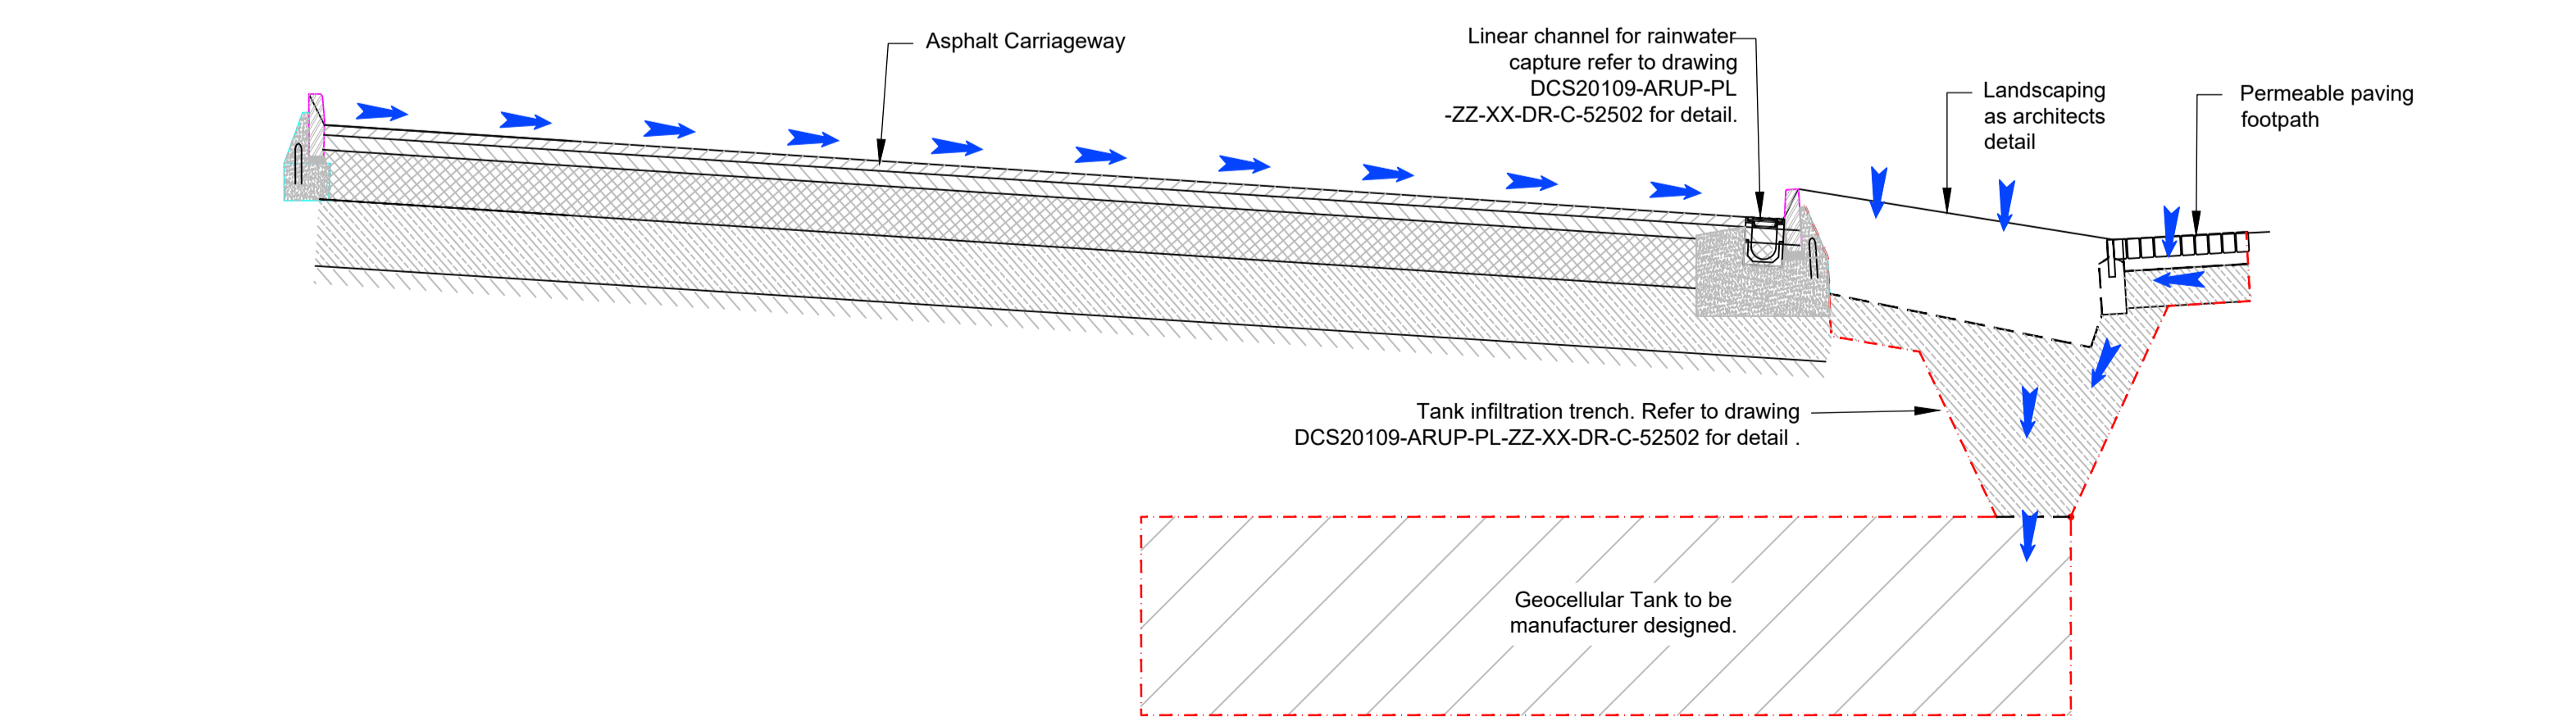 Asphalt Carriageway
Linear channel for rainwater
capture refer to drawing
DCS20109-ARUP-PL
-ZZ-XX-DR-C-52502 for detail.
Landscaping
as architects
detail
Permeable paving
footpath
Tank infiltration trench. Refer to drawing
DCS20109-ARUP-PL-ZZ-XX-DR-C-52502 for detail .
Geocellular Tank to be
manufacturer designed.